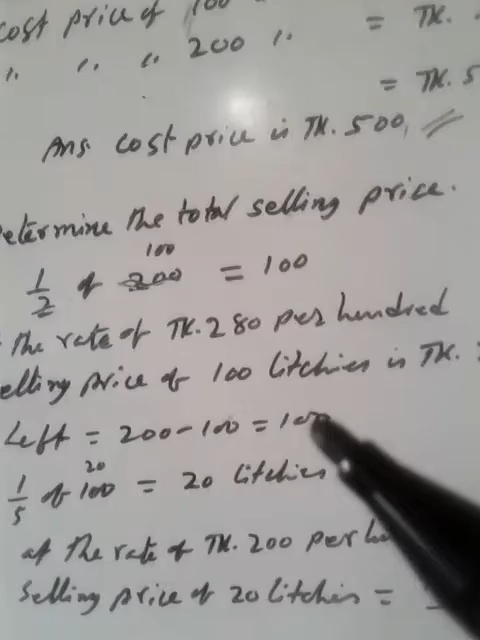 cost price of 100 = TK.
" " " 200 " =
= TK. 5
Ans. cost price is TK. 500,
Determine the total selling price.
100
1/2 of 200 = 100
the rate of TK. 280 per hundred
selling price of 100 litchies is TK.
Left = 200-100 = 100
20
1/5 of 100 = 20 litchies
at the rate of TK. 200 per
selling price of 20 litchies =